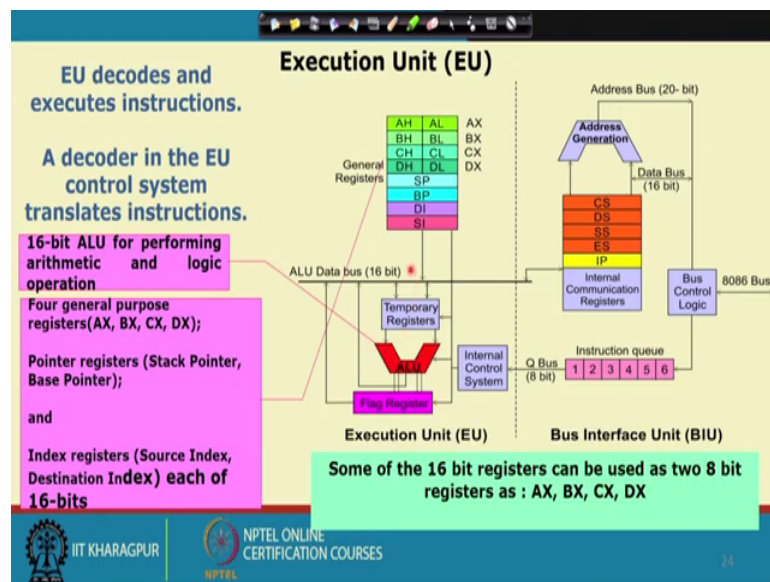 Execution Unit (EU)
EU decodes and
executes instructions.
A decoder in the EU
control system
translates instructions.
16-bit ALU for performing
arithmetic and logic
operation
Four general purpose
registers(AX, BX, CX, DX);
Pointer registers (Stack Pointer,
Base Pointer);
and
Index registers (Source Index,
Destination Index) each of
16-bits
AH AL AX
BH BL BX
CH CL CX
DH DL DX
General
Registers
SP
BP
DI
SI
ALU Data bus (16 bit)
Temporary
Registers
ALU
Flag Register
Internal
Control
System
Execution Unit (EU)
Address Bus (20- bit)
Address
Generation
Data Bus
(16 bit)
CS
DS
SS
ES
IP
Internal
Communication
Registers
Bus
Control
Logic
8086 Bus
Instruction queue
Q Bus
(8 bit)
1 2 3 4 5 6
Bus Interface Unit (BIU)
Some of the 16 bit registers can be used as two 8 bit
registers as : AX, BX, CX, DX
IIT KHARAGPUR
NPTEL
NPTEL ONLINE
CERTIFICATION COURSES
24